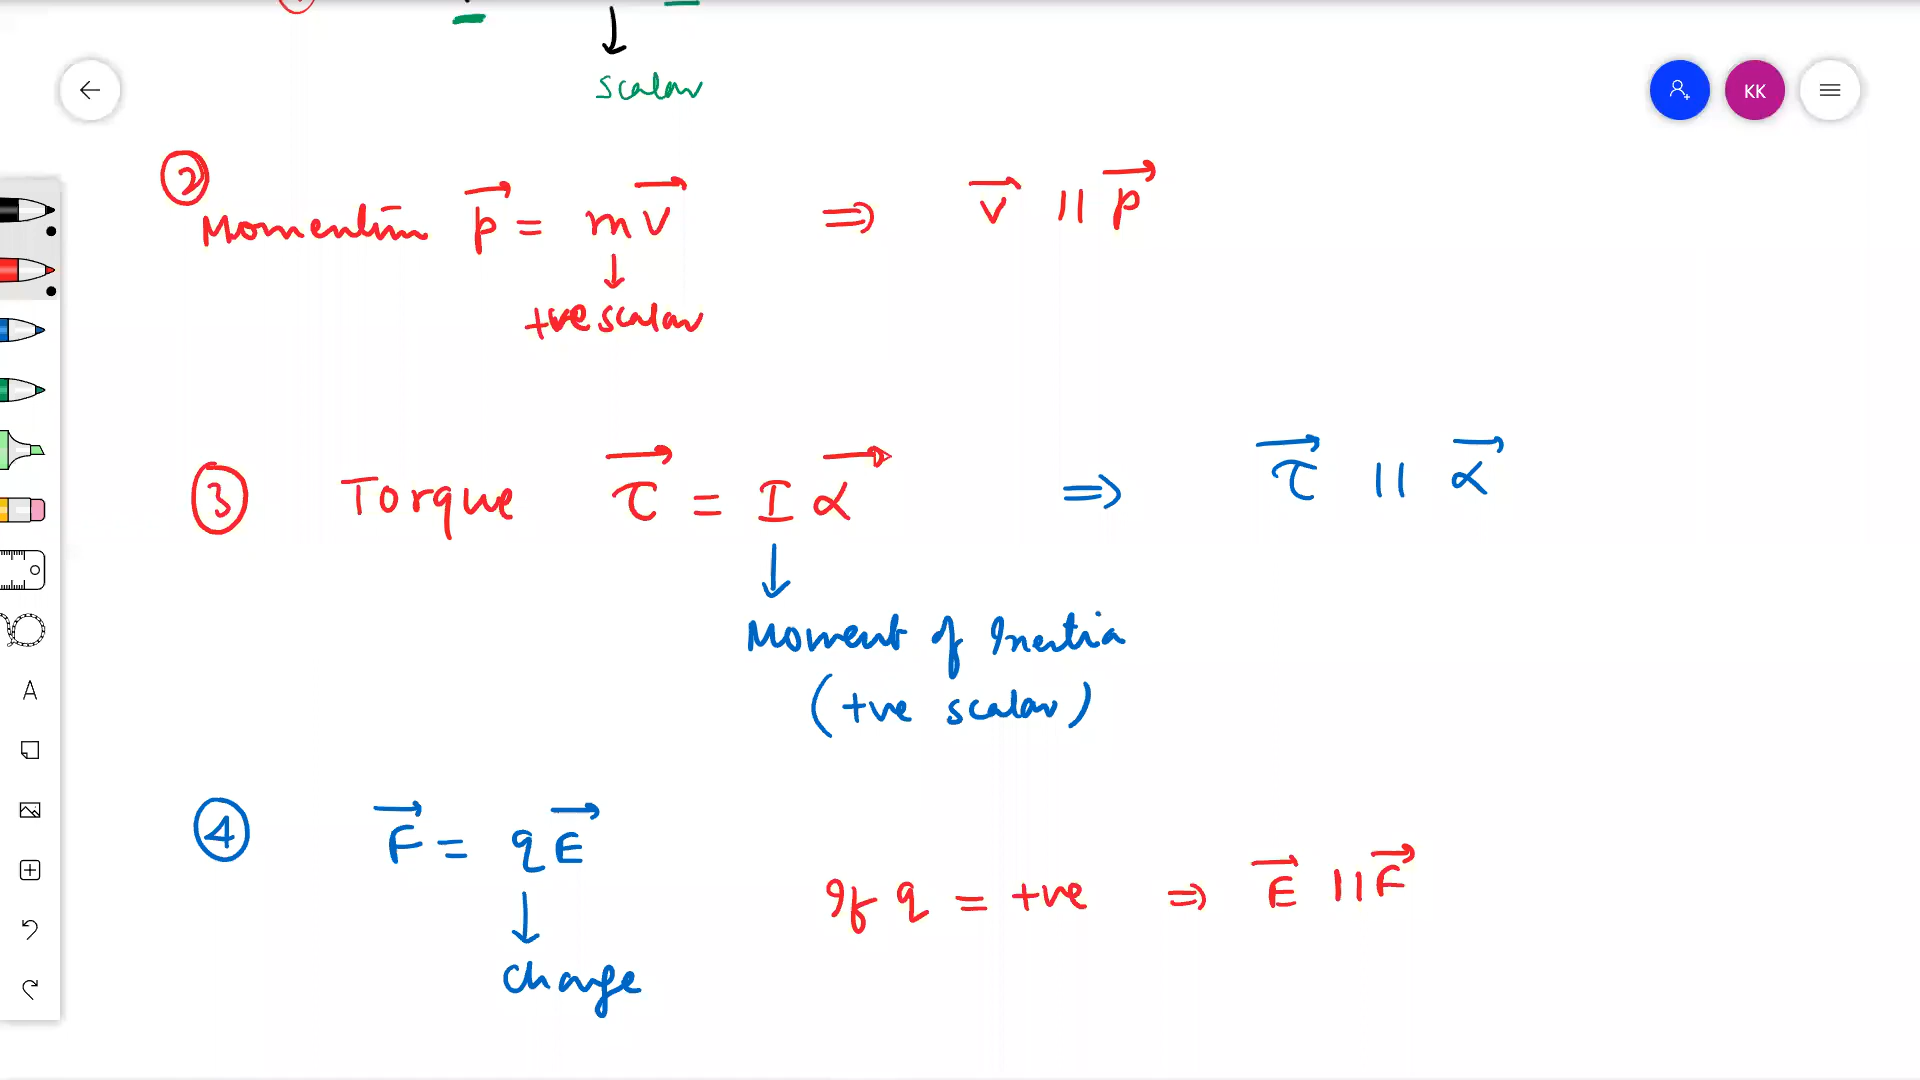 scalar
KK
②
Momentum p⃗ = mv⃗ ⇒ v⃗ || p⃗
↓
+ve scalar
③ Torque τ⃗ = Iα⃗ ⇒ τ⃗ || α⃗
↓
Moment of Inertia
(+ve scalar)
④ F⃗ = qE⃗
If q = +ve ⇒ E⃗ || F⃗
↓
Charge
A